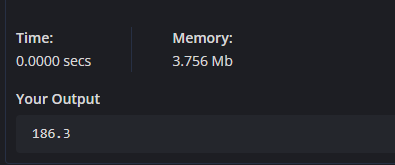 Time: Memory:
0.0000 secs 3.756 Mb
Your Output
186.3